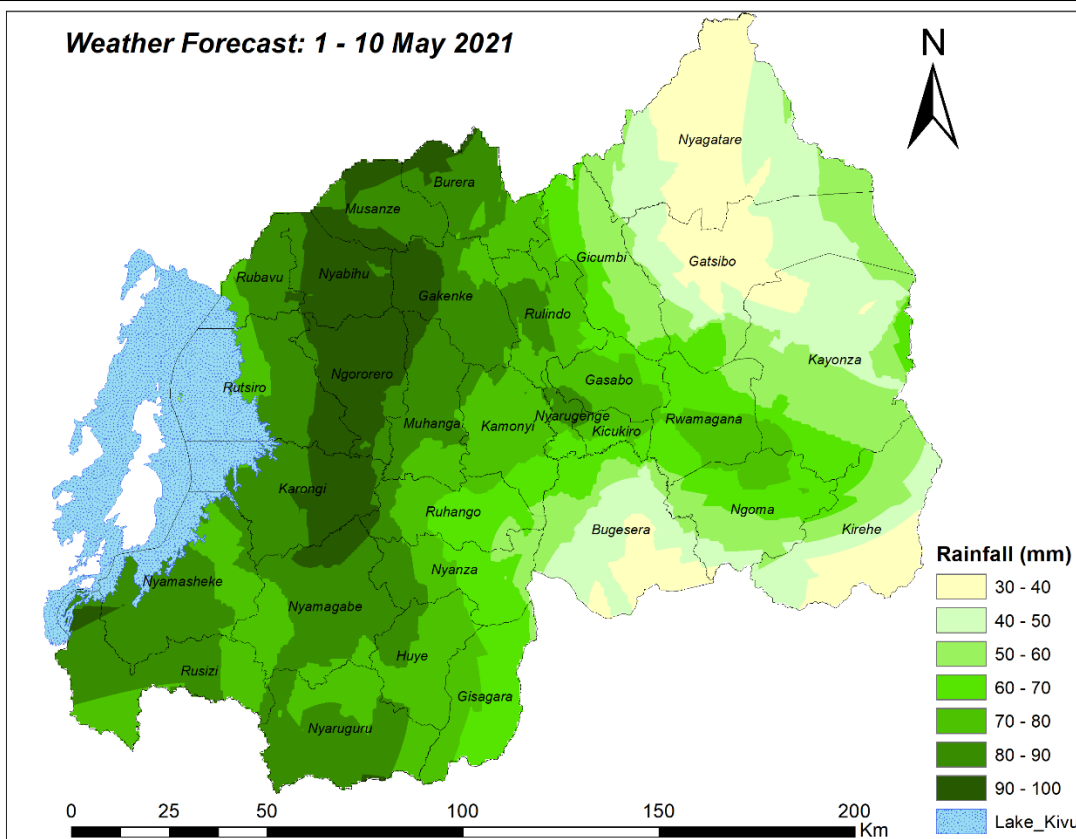 Weather Forecast: 1 - 10 May 2021
N
Nyagatare
Burera
Musanze
Gicumbi
Gatsibo
Rubavu
Nyabihu
Gakenke
Rulindo
Kayonza
Rutsiro
Ngororero
Gasabo
Muhanga
Kamonyi
Nyarugenge
Kicukiro
Rwamagana
Karongi
Ruhango
Bugesera
Ngoma
Kirehe
Nyamasheke
Nyanza
Nyamagabe
Huye
Rusizi
Gisagara
Nyaruguru
Rainfall (mm)
30 - 40
40 - 50
50 - 60
60 - 70
70 - 80
80 - 90
90 - 100
Lake_Kivu
0 25 50 100 150 200
Km